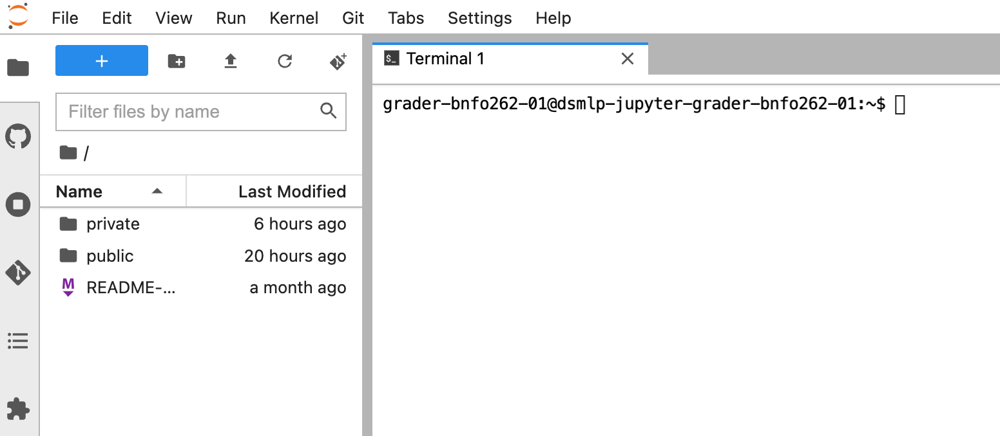 File Edit View Run Kernel Git Tabs Settings Help
+
$_ Terminal 1
Filter files by name
/
Name Last Modified
private 6 hours ago
public 20 hours ago
M README-... a month ago
grader-bnfo262-01@dsmlp-jupyter-grader-bnfo262-01:~$